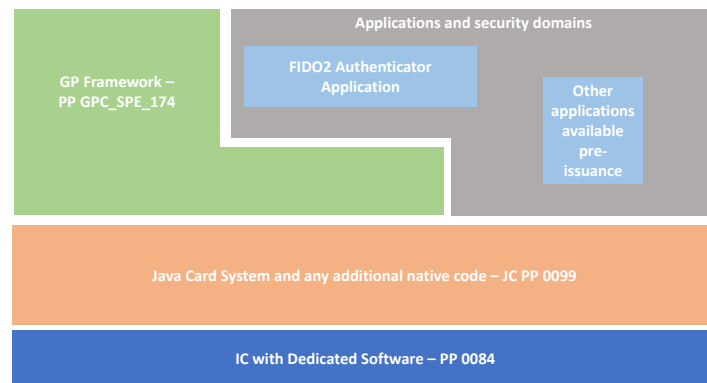 Applications and security domains
GP Framework –
PP GPC_SPE_174
FIDO2 Authenticator
Application
Other
applications
available
pre-
issuance
Java Card System and any additional native code – JC PP 0099
IC with Dedicated Software – PP 0084